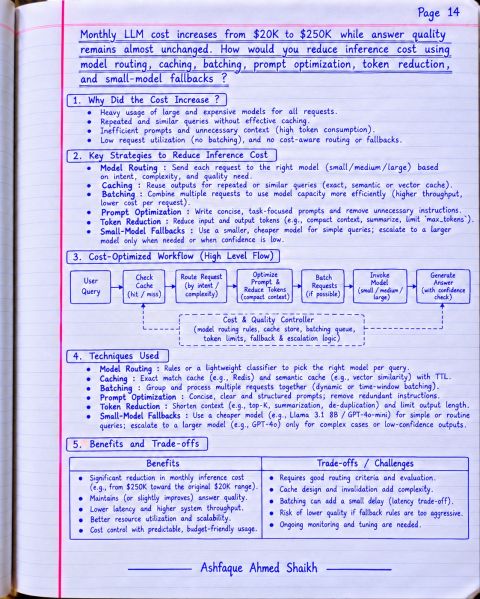 Page 14
Monthly LLM cost increases from $20K to $250K while answer quality
remains almost unchanged. How would you reduce inference cost using
model routing, caching, batching, prompt optimization, token reduction,
and small-model fallbacks ?
1. Why Did the Cost Increase ?
• Heavy usage of large and expensive models for all requests.
• Repeated and similar queries without effective caching.
• Inefficient prompts and unnecessary context (high token consumption).
• Low request utilization (no batching), and no cost-aware routing or fallbacks.
2. Key Strategies to Reduce Inference Cost
• Model Routing : Send each request to the right model (small/medium/large) based
on intent, complexity, and quality need.
• Caching : Reuse outputs for repeated or similar queries (exact, semantic or vector cache).
• Batching : Combine multiple requests to use model capacity more efficiently (higher throughput,
lower cost per request).
• Prompt Optimization : Write concise, task-focused prompts and remove unnecessary instructions.
• Token Reduction : Reduce input and output tokens (e.g., compact context, summarize, limit `max_tokens`).
• Small-Model Fallbacks : Use a smaller, cheaper model for simple queries; escalate to a larger
model only when needed or when confidence is low.
3. Cost-Optimized Workflow (High Level Flow)
User
Query
Check
Cache
(hit / miss)
Route Request
(by intent /
complexity)
Optimize
Prompt &
Reduce Tokens
(compact context)
Batch
Requests
(if possible)
Invoke
Model
(small / medium /
large)
Generate
Answer
(with confidence
check)
Cost & Quality Controller
(model routing rules, cache store, batching queue,
token limits, fallback & escalation logic)
4. Techniques Used
• Model Routing : Rules or a lightweight classifier to pick the right model per query.
• Caching : Exact match cache (e.g., Redis) and semantic cache (e.g., vector similarity) with TTL.
• Batching : Group and process multiple requests together (dynamic or time-window batching).
• Prompt Optimization : Concise, clear and structured prompts; remove redundant instructions.
• Token Reduction : Shorten context (e.g., top-K, summarization, de-duplication) and limit output length.
• Small-Model Fallbacks : Use a cheaper model (e.g., Llama 3.1 8B / GPT-4o-mini) for simple or routine
queries; escalate to a larger model (e.g., GPT-4o) only for complex cases or low-confidence outputs.
5. Benefits and Trade-offs
Benefits
• Significant reduction in monthly inference cost
(e.g., from $250K toward the original $20K range).
• Maintains (or slightly improves) answer quality.
• Lower latency and higher system throughput.
• Better resource utilization and scalability.
• Cost control with predictable, budget-friendly usage.
Trade-offs / Challenges
• Requires good routing criteria and evaluation.
• Cache design and invalidation add complexity.
• Batching can add a small delay (latency trade-off).
• Risk of lower quality if fallback rules are too aggressive.
• Ongoing monitoring and tuning are needed.
Ashfaque Ahmed Shaikh